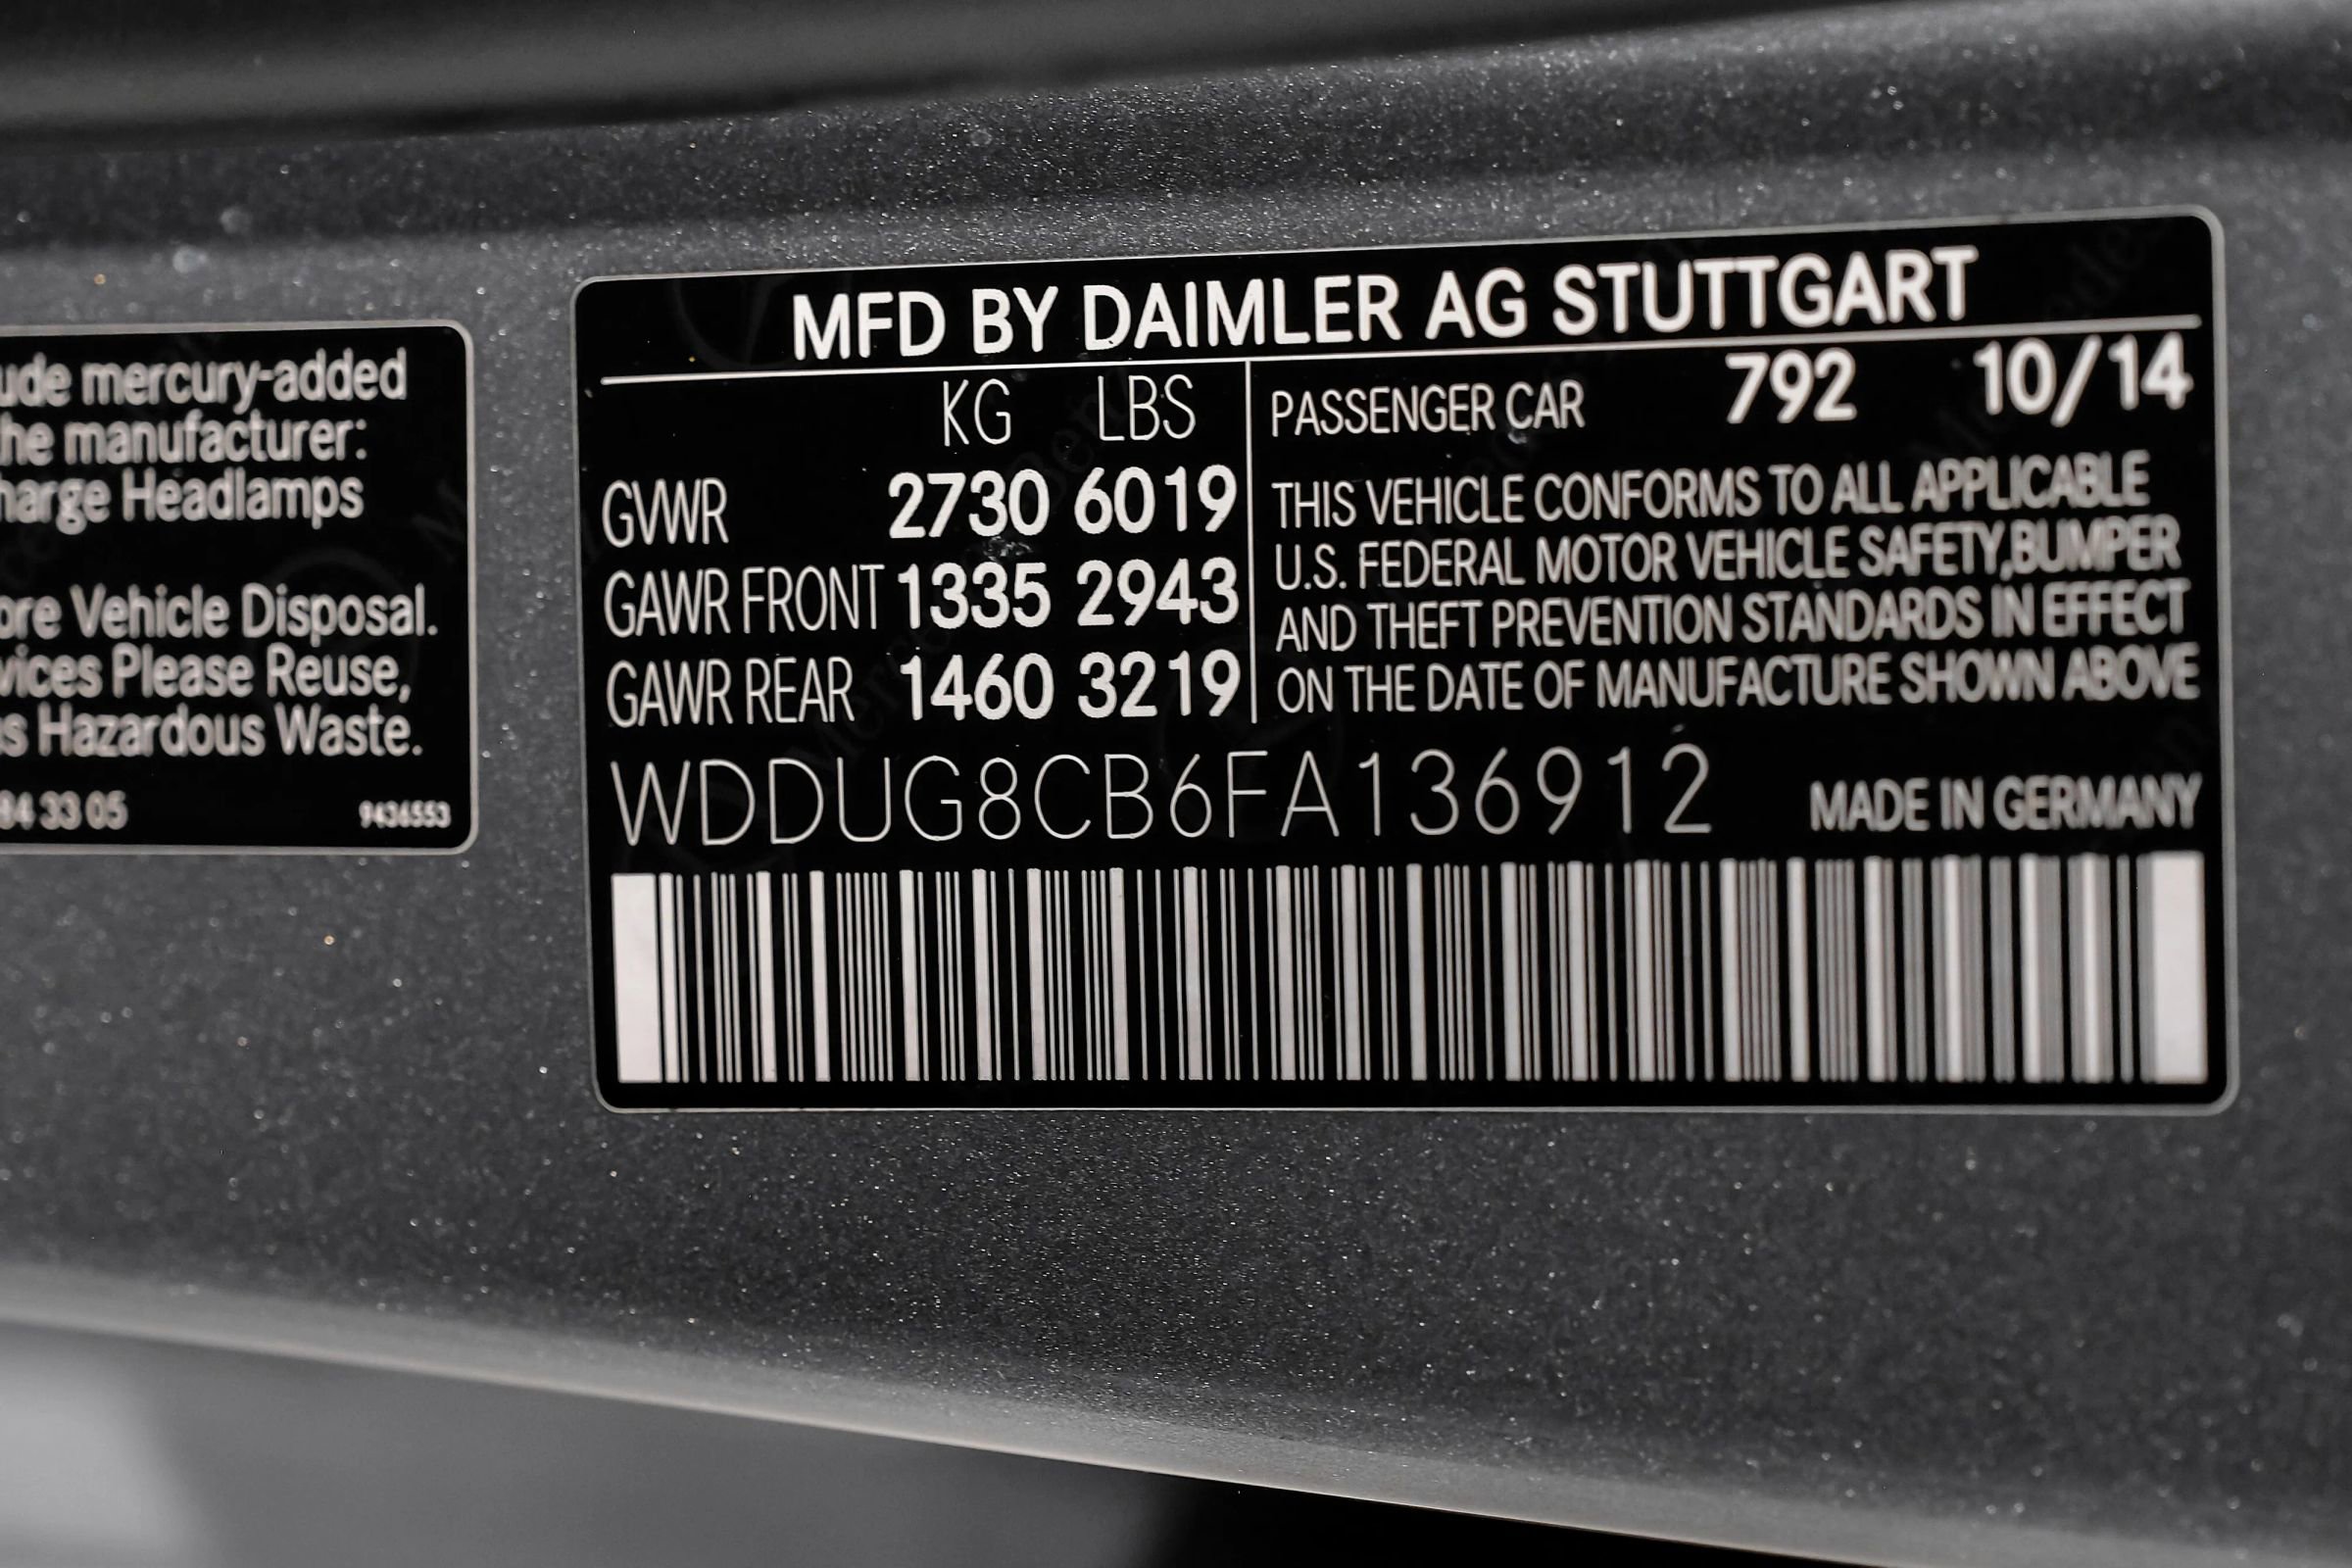 ude mercury-added
he manufacturer:
harge Headlamps
ore Vehicle Disposal.
vices Please Reuse,
s Hazardous Waste.
84 33 05 9436553
MFD BY DAIMLER AG STUTTGART
KG LBS
GVWR 2730 6019
GAWR FRONT 1335 2943
GAWR REAR 1460 3219
PASSENGER CAR 792 10/14
THIS VEHICLE CONFORMS TO ALL APPLICABLE
U.S. FEDERAL MOTOR VEHICLE SAFETY,BUMPER
AND THEFT PREVENTION STANDARDS IN EFFECT
ON THE DATE OF MANUFACTURE SHOWN ABOVE
WDDUG8CB6FA136912 MADE IN GERMANY